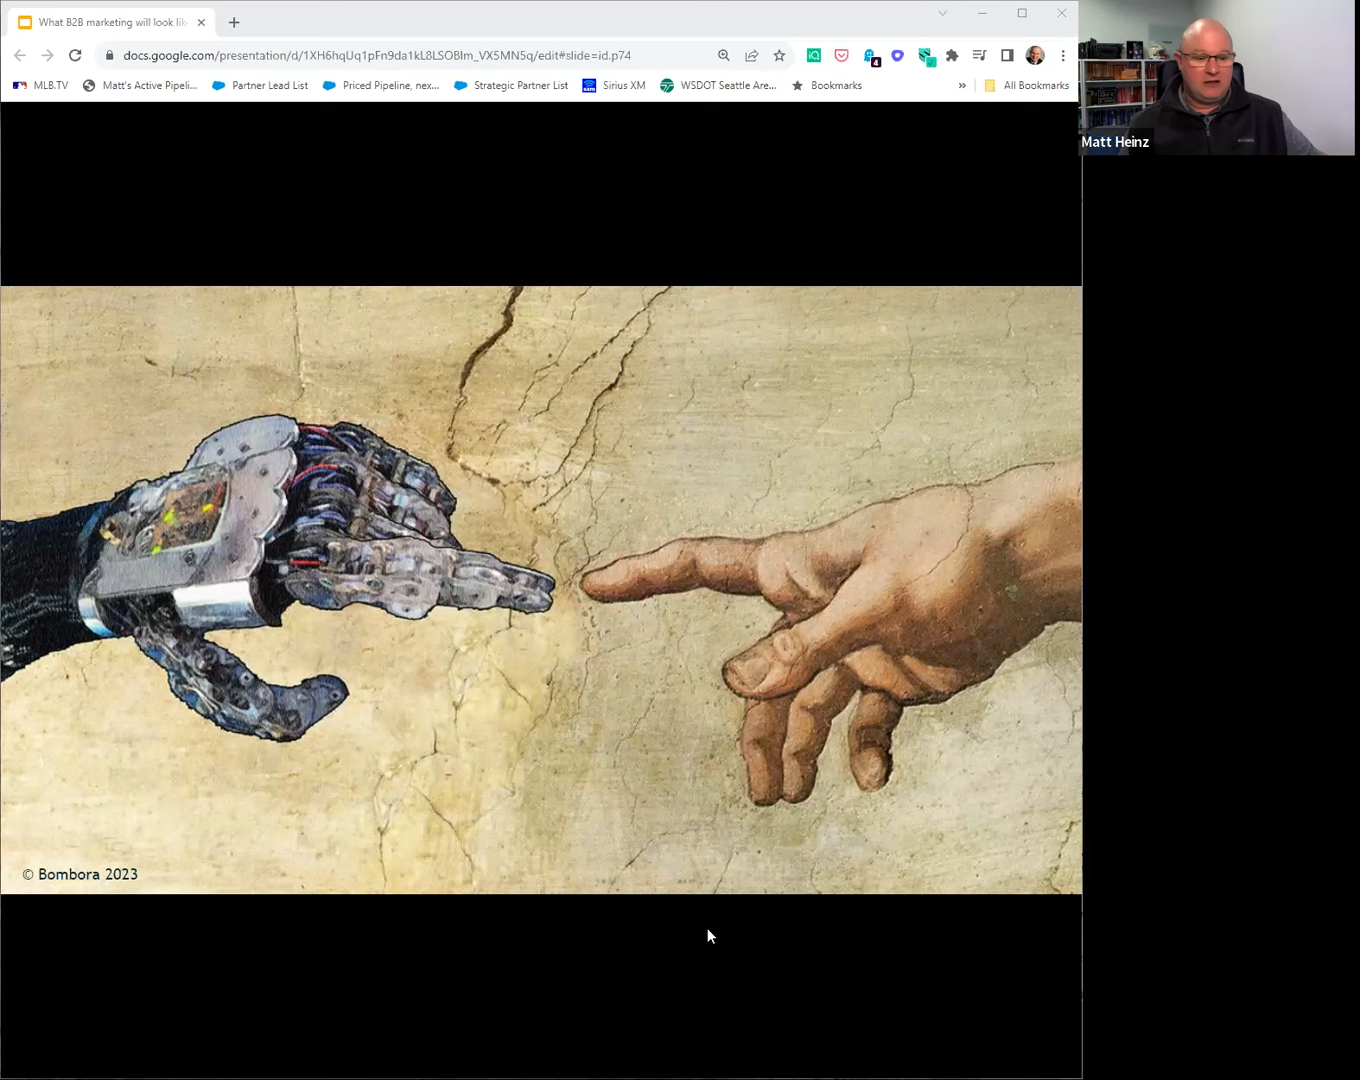 What B2B marketing will look lik
docs.google.com/presentation/d/1XH6hqUq1pFn9da1kL8LSOBIm_VX5MN5q/edit#slide=id.p74
4
MLB.TV
Matt's Active Pipeli...
Partner Lead List
Priced Pipeline, nex...
Strategic Partner List
Sirius XM
WSDOT Seattle Are...
Bookmarks
»
All Bookmarks
Matt Heinz
© Bombora 2023